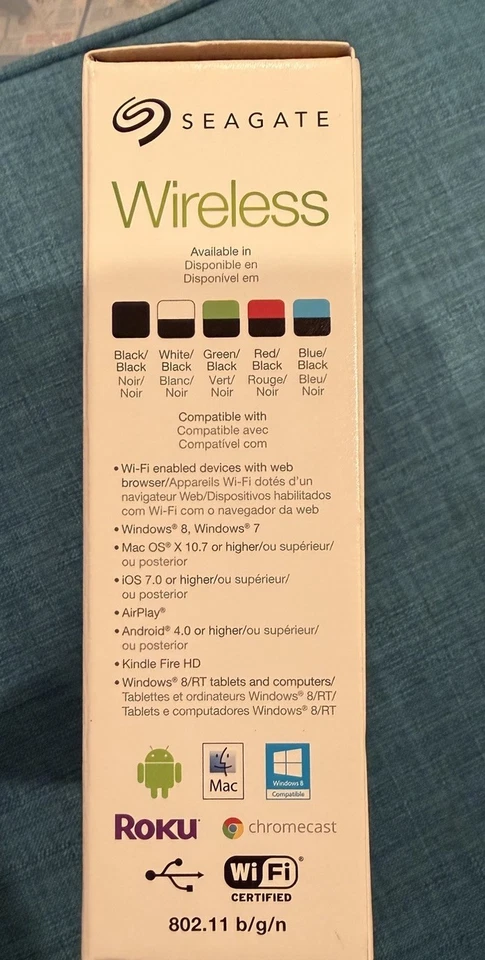 SEAGATE
Wireless
Available in
Disponible en
Disponível em
Black/ White/ Green/ Red/ Blue/
Black Black Black Black Black
Noir/ Blanc/ Vert/ Rouge/ Bleu/
Noir Noir Noir Noir Noir
Compatible with
Compatible avec
Compatível com
• Wi-Fi enabled devices with web
browser/Appareils Wi-Fi dotés d'un
navigateur Web/Dispositivos habilitados
com Wi-Fi com o navegador da web
• Windows® 8, Windows® 7
• Mac OS® X 10.7 or higher/ou supérieur/
ou posterior
• iOS 7.0 or higher/ou supérieur/
ou posterior
• AirPlay®
• Android® 4.0 or higher/ou supérieur/
ou posterior
• Kindle Fire HD
• Windows® 8/RT tablets and computers/
Tablettes et ordinateurs Windows® 8/RT/
Tablets e computadores Windows® 8/RT
Mac
Windows 8
Compatible
Roku
chromecast
Wi Fi®
CERTIFIED
802.11 b/g/n